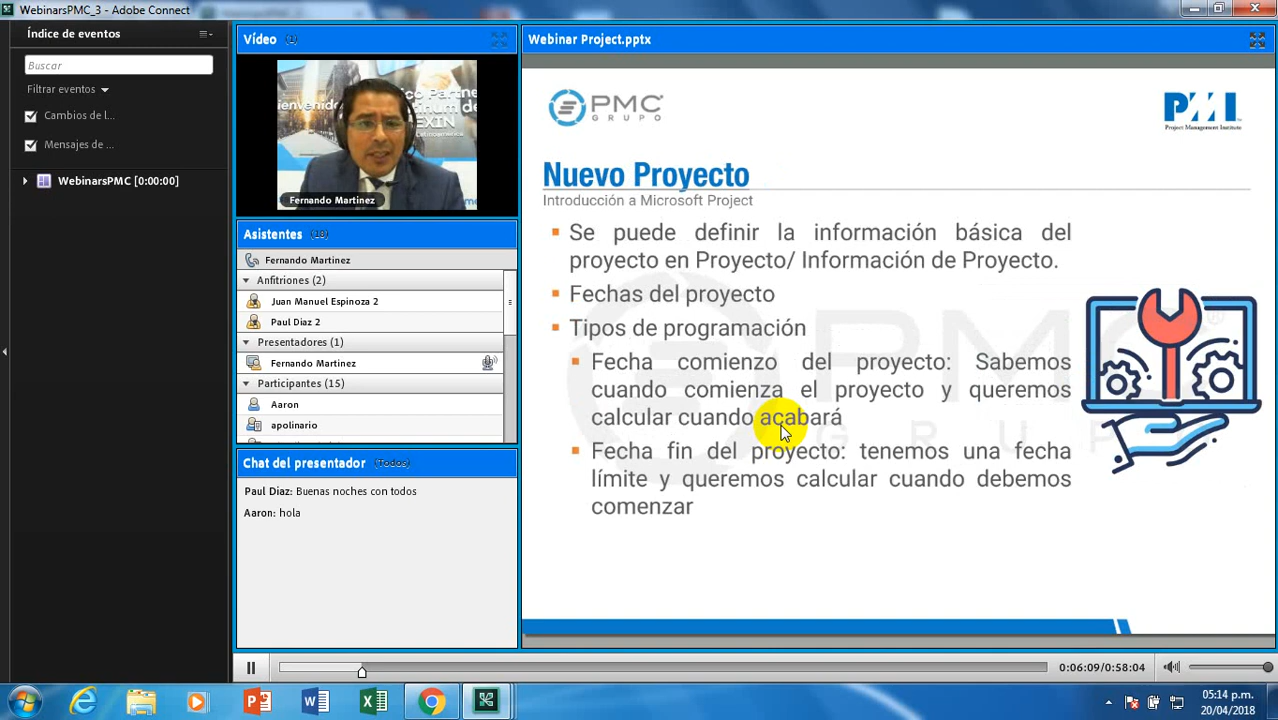 WebinarsPMC_3 - Adobe Connect
Índice de eventos
Buscar
Filtrar eventos
Cambios de l...
Mensajes de ...
WebinarsPMC [0:00:00]
Vídeo (1)
Fernando Martinez
Asistentes (18)
Fernando Martinez
Anfitriones (2)
Juan Manuel Espinoza 2
Paul Diaz 2
Presentadores (1)
Fernando Martinez
Participantes (15)
Aaron
apolinario
Chat del presentador (Todos)
Paul Diaz: Buenas noches con todos
Aaron: hola
Webinar Project.pptx
PMC
GRUPO
PMI
Project Management Institute
Nuevo Proyecto
Introducción a Microsoft Project
Se puede definir la información básica del
proyecto en Proyecto/ Información de Proyecto.
Fechas del proyecto
Tipos de programación
Fecha comienzo del proyecto: Sabemos
cuando comienza el proyecto y queremos
calcular cuando acabará
Fecha fin del proyecto: tenemos una fecha
límite y queremos calcular cuando debemos
comenzar
0:06:09/0:58:04
05:14 p.m.
20/04/2018